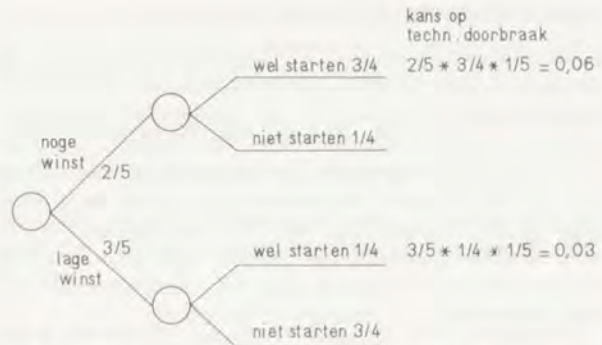 kans op
techn. doorbraak
wel starten 3/4 2/5 * 3/4 * 1/5 = 0,06
niet starten 1/4
noge
winst
2/5
3/5
lage
winst
wel starten 1/4 3/5 * 1/4 * 1/5 = 0,03
niet starten 3/4